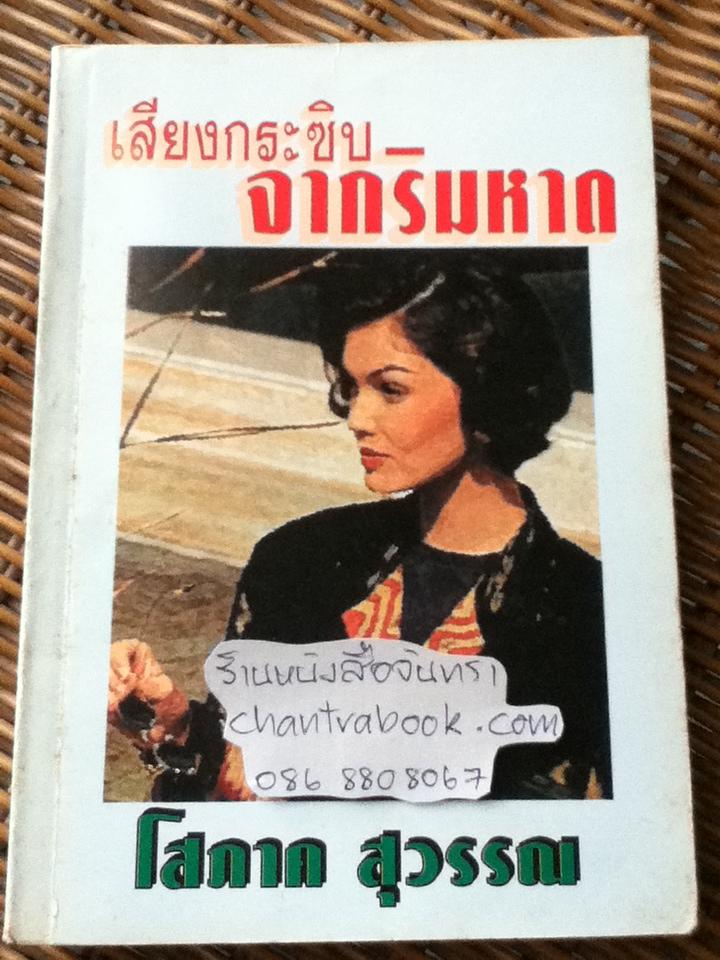 เสียงกระซิบ
จากริมหาด
ร้านหนังสือจันทรา
chantrabook.com
086 8808067
โสภาค สุวรรณ